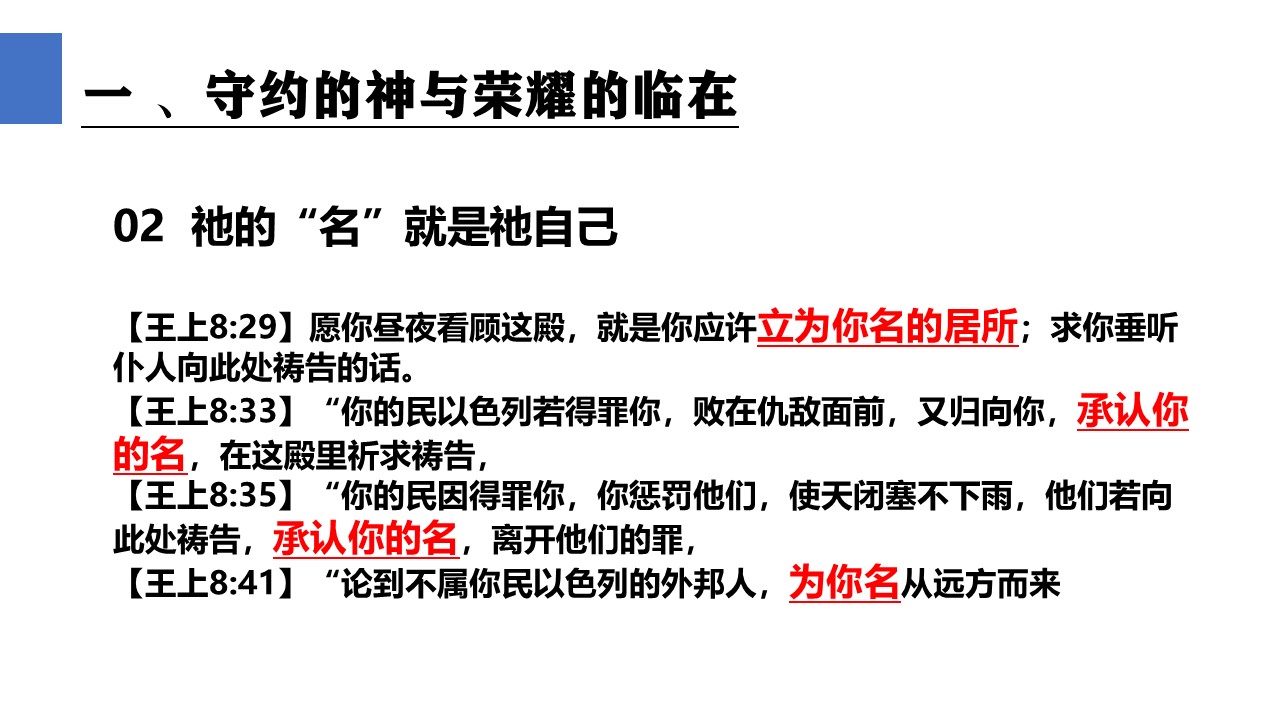 一 、守约的神与荣耀的临在
02 祂的“名”就是祂自己
【王上8:29】愿你昼夜看顾这殿，就是你应许立为你名的居所；求你垂听
仆人向此处祷告的话。
【王上8:33】“你的民以色列若得罪你，败在仇敌面前，又归向你，承认你
的名，在这殿里祈求祷告，
【王上8:35】“你的民因得罪你，你惩罚他们，使天闭塞不下雨，他们若向
此处祷告，承认你的名，离开他们的罪，
【王上8:41】“论到不属你民以色列的外邦人，为你名从远方而来